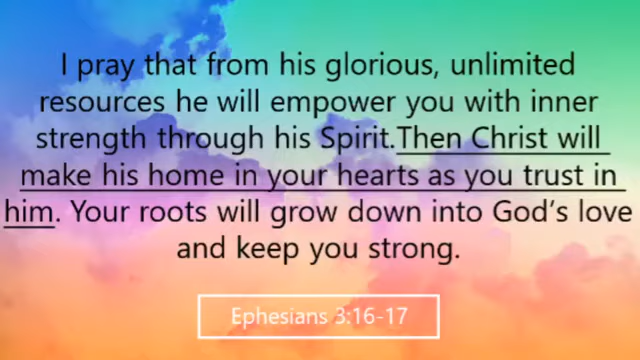 I pray that from his glorious, unlimited
resources he will empower you with inner
strength through his Spirit.Then Christ will
make his home in your hearts as you trust in
him. Your roots will grow down into God’s love
and keep you strong.
Ephesians 3:16-17